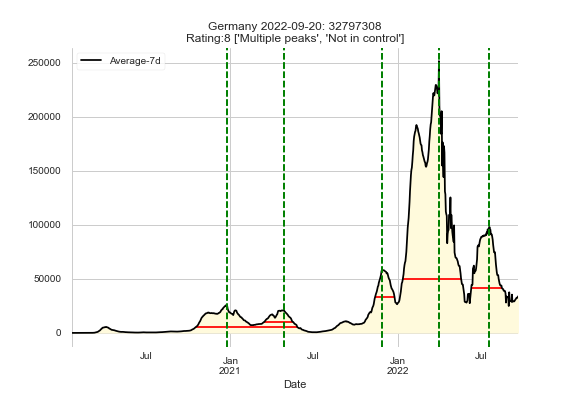 Germany 2022-09-20: 32797308
Rating:8 ['Multiple peaks', 'Not in control']
Average-7d
250000
200000
150000
100000
50000
0
Jul
Jan
2021
Jul
Jan
2022
Jul
Date